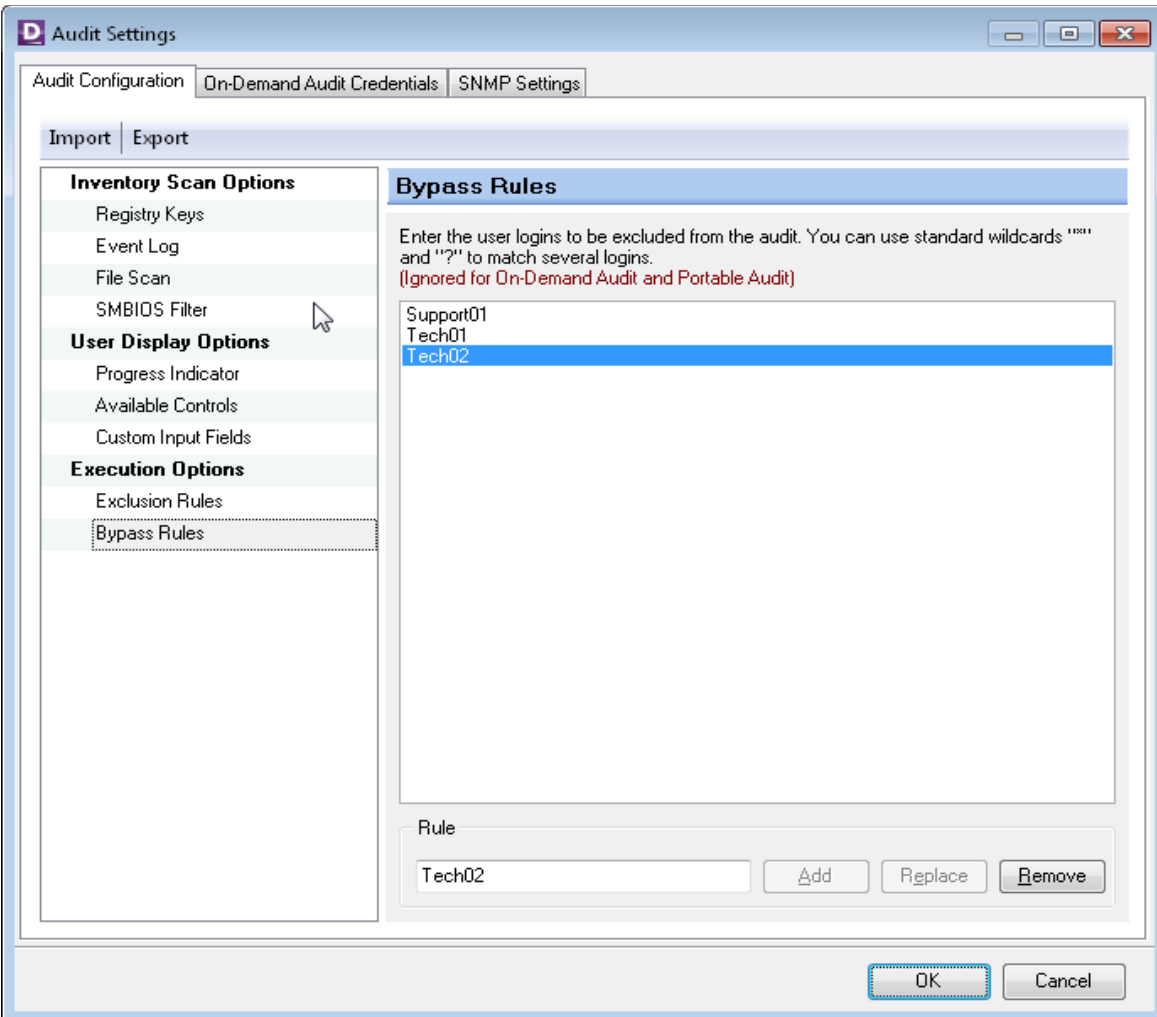 D Audit Settings
Audit Configuration On-Demand Audit Credentials SNMP Settings
Import Export
Inventory Scan Options
Registry Keys
Event Log
File Scan
SMBIOS Filter
User Display Options
Progress Indicator
Available Controls
Custom Input Fields
Execution Options
Exclusion Rules
Bypass Rules
Bypass Rules
Enter the user logins to be excluded from the audit. You can use standard wildcards "*"
and "?" to match several logins.
(Ignored for On-Demand Audit and Portable Audit)
Support01
Tech01
Tech02
Rule
Tech02 Add Replace Remove
OK Cancel